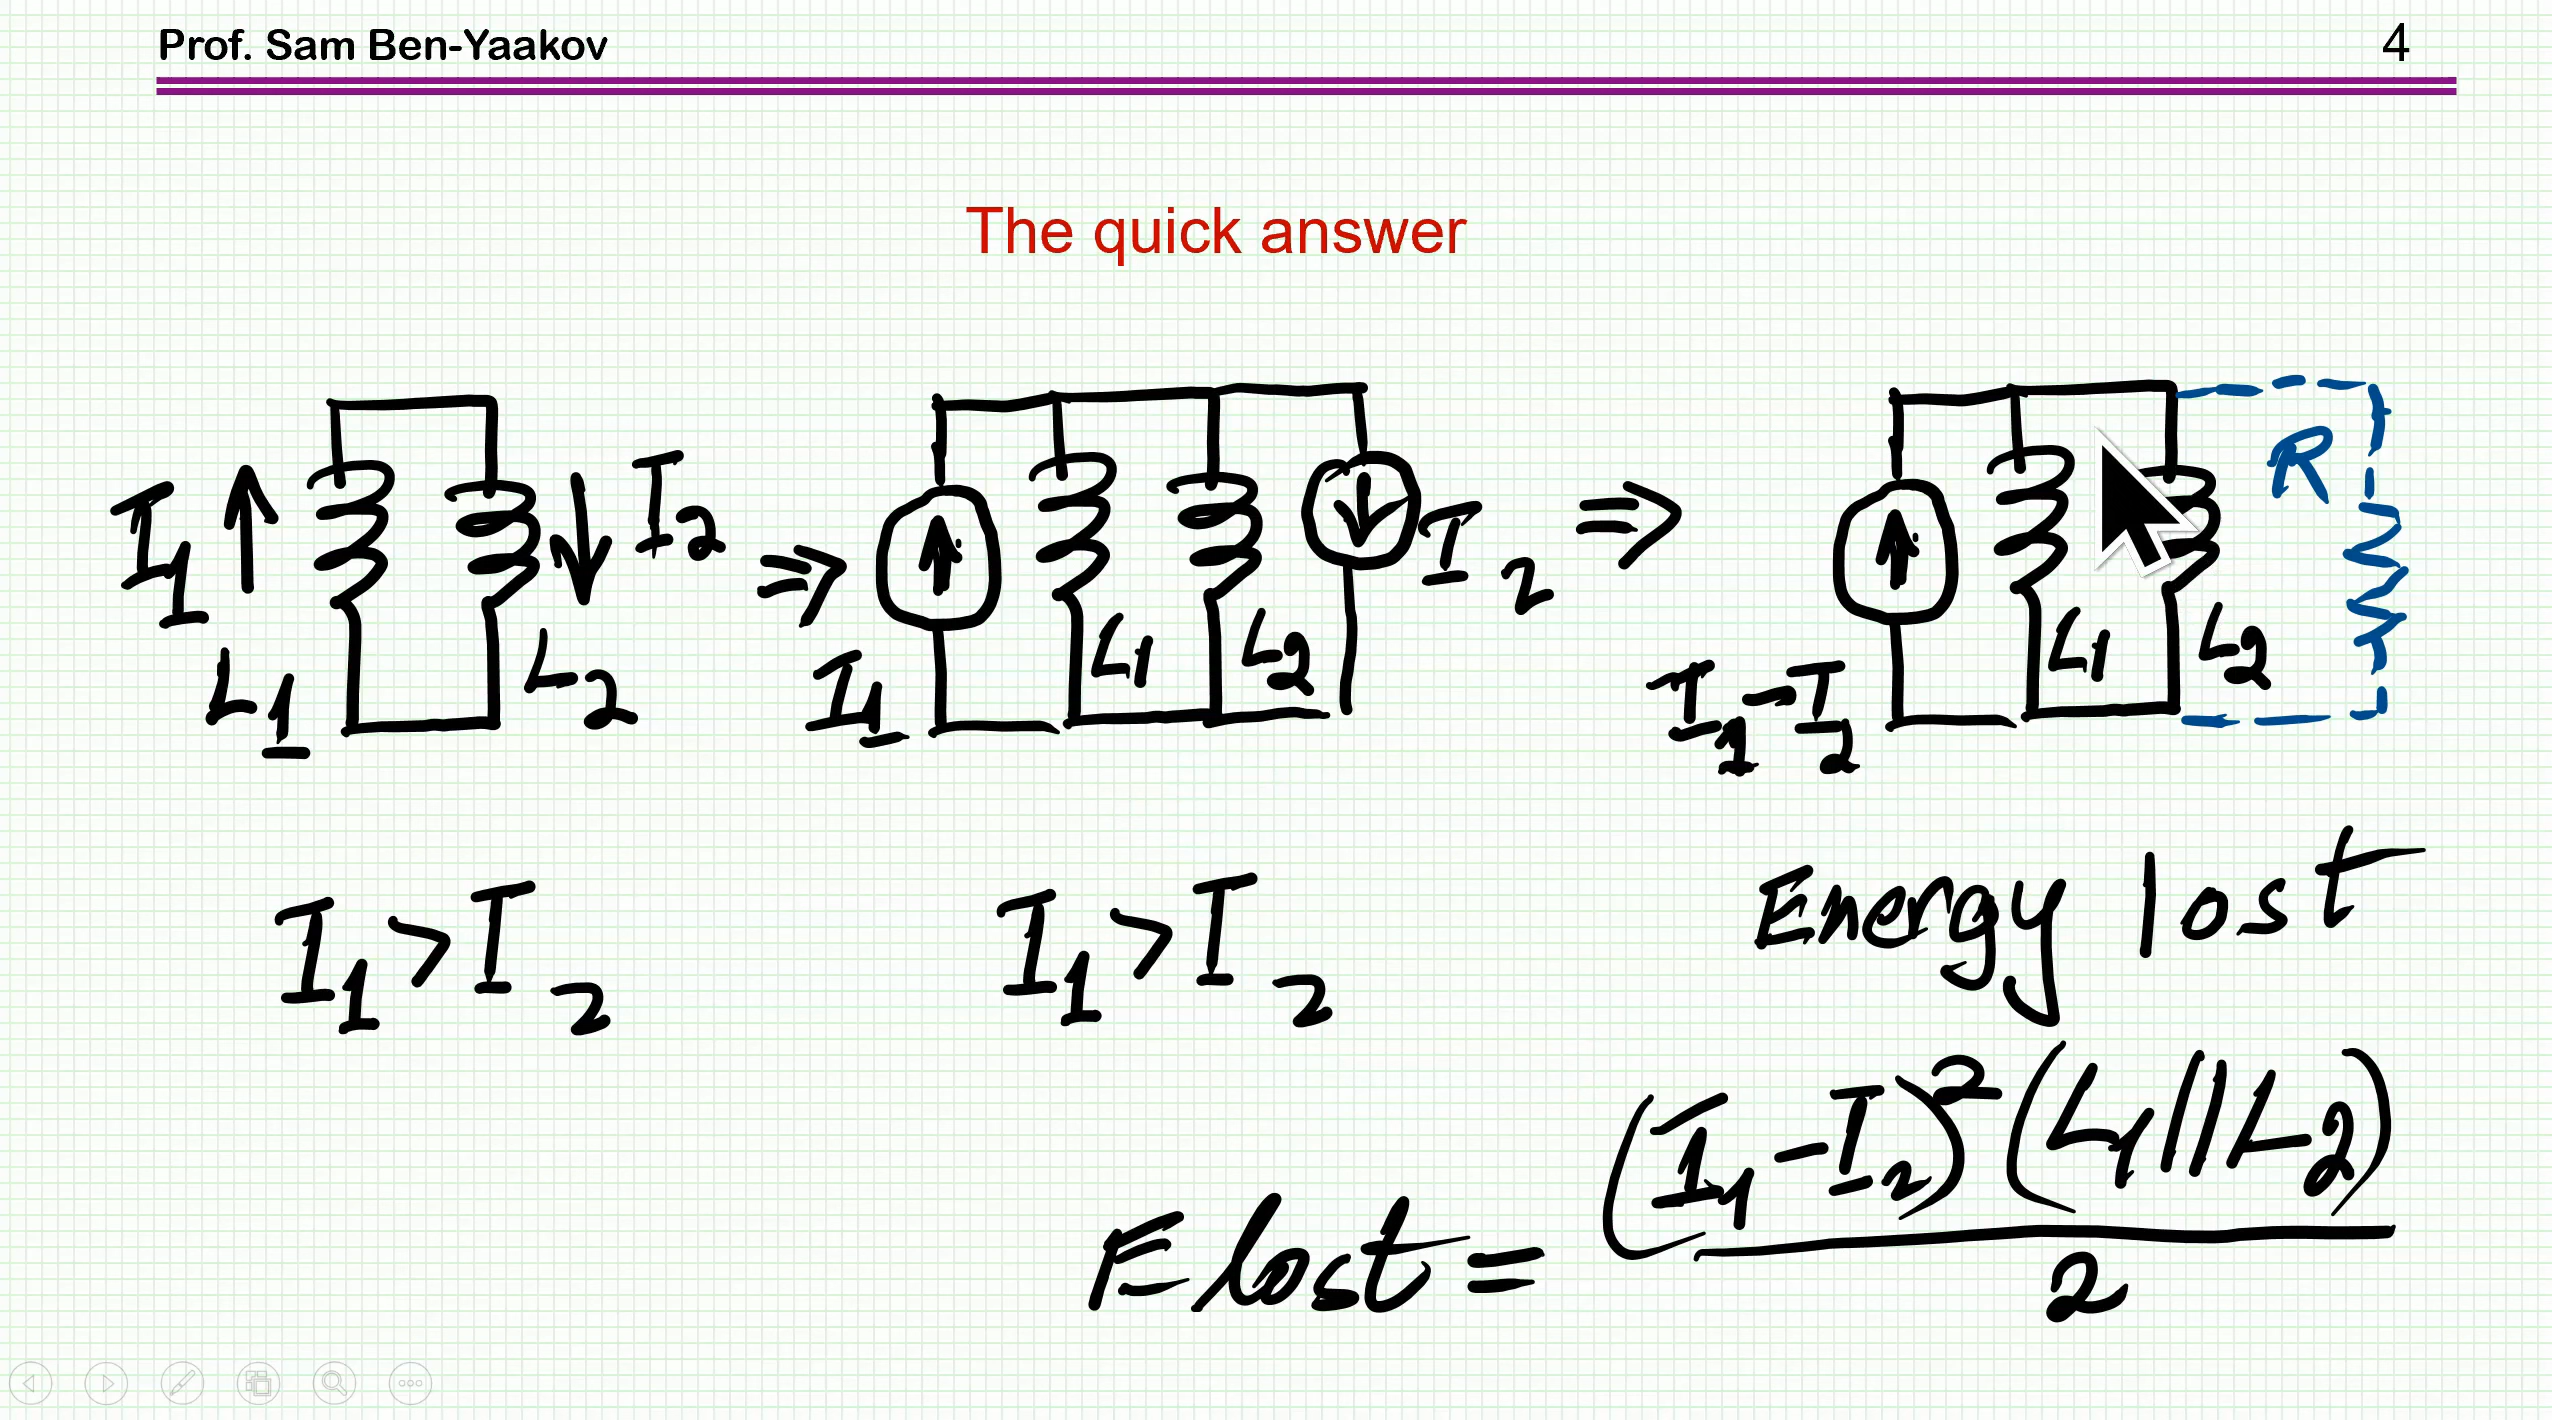 Prof. Sam Ben-Yaakov 4
The quick answer
I1 L1 I2 L2 ⇒ I1 L1 L2 I2 ⇒ I1-I2 L1 L2 R
I1 > I2 I1 > I2 Energy lost
E lost = (I1 - I2)² (L1 || L2) / 2